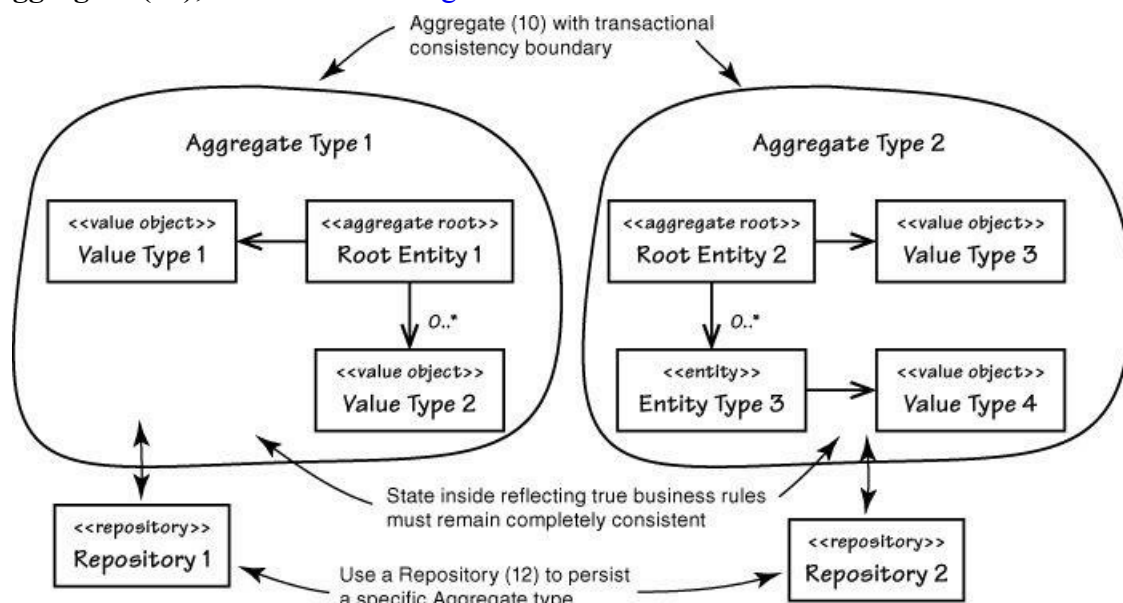 Aggregate (10) with transactional
consistency boundary
Aggregate Type 1
Aggregate Type 2
<<value object>>
Value Type 1
<<aggregate root>>
Root Entity 1
<<aggregate root>>
Root Entity 2
<<value object>>
Value Type 3
0..*
0..*
<<value object>>
Value Type 2
<<entity>>
Entity Type 3
<<value object>>
Value Type 4
State inside reflecting true business rules
must remain completely consistent
<<repository>>
Repository 1
<<repository>>
Repository 2
Use a Repository (12) to persist
a specific Aggregate type